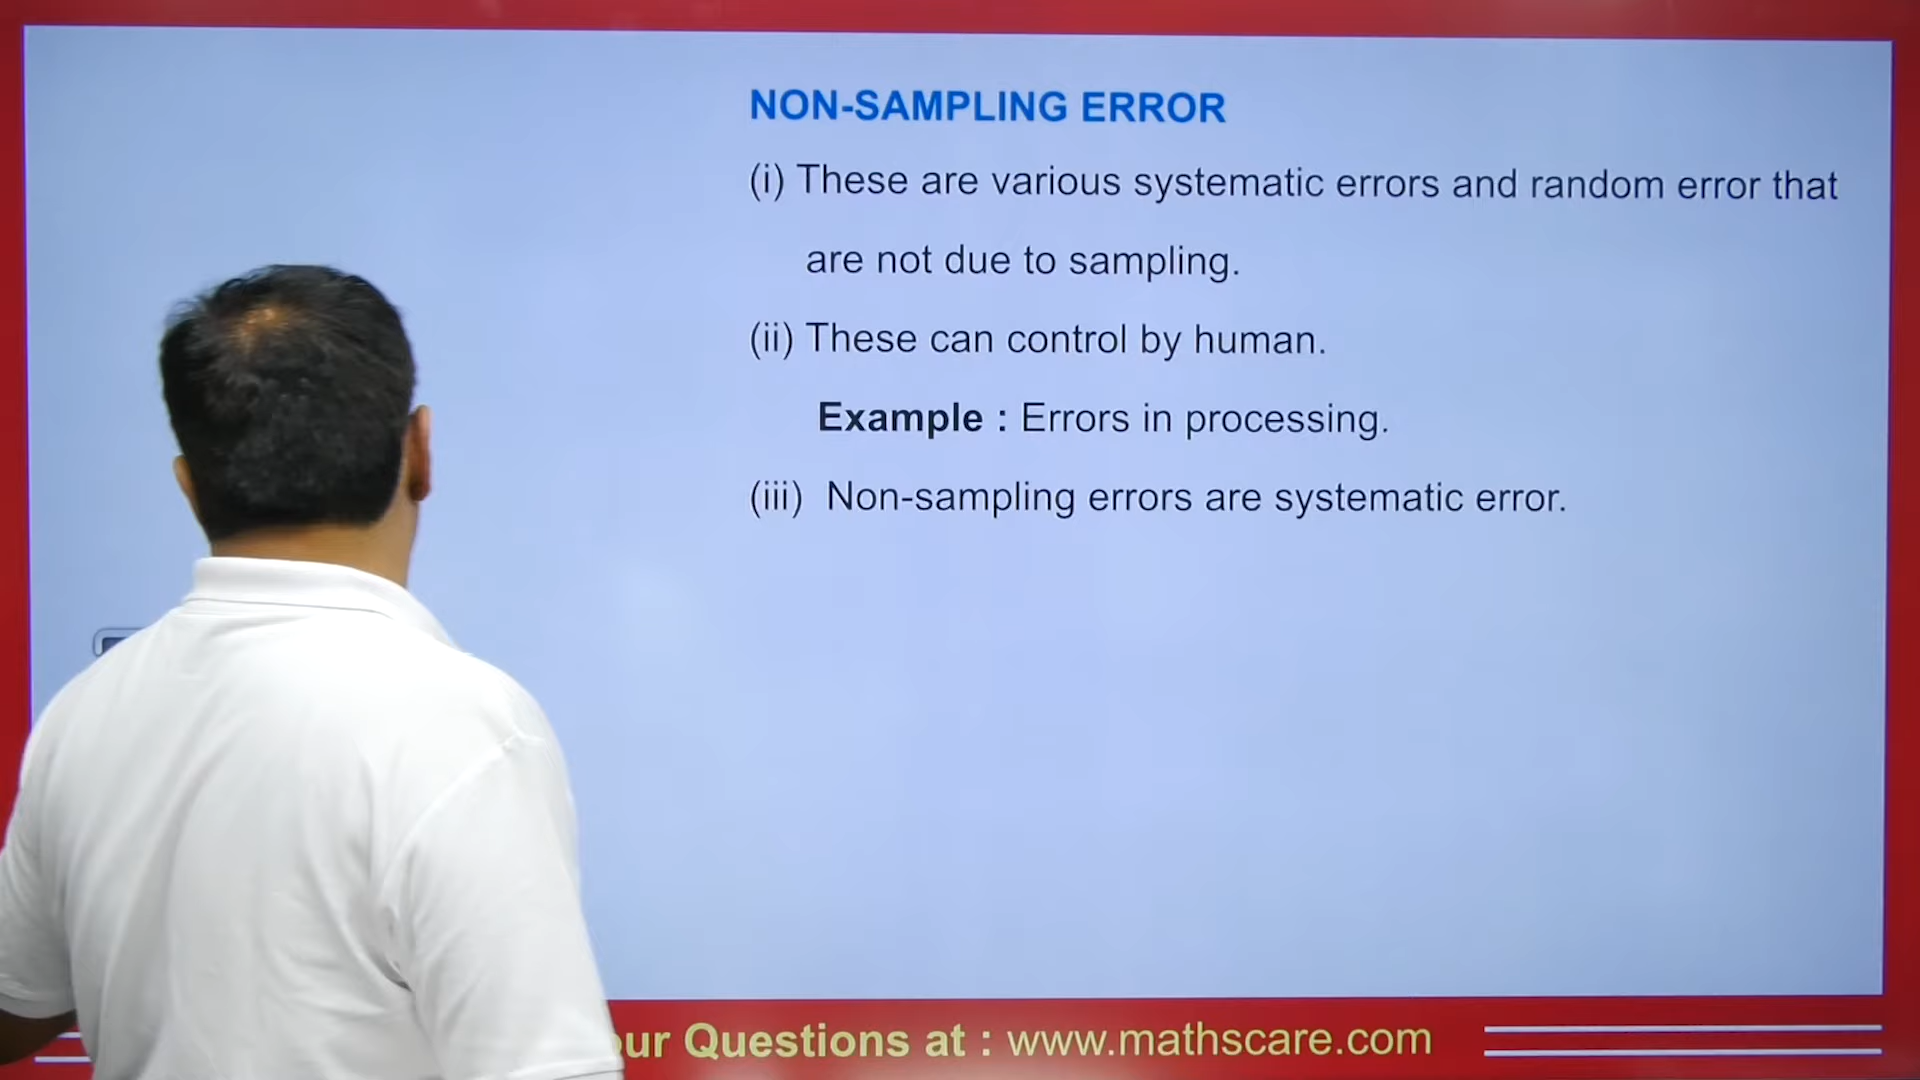 NON-SAMPLING ERROR
(i) These are various systematic errors and random error that
are not due to sampling.
(ii) These can control by human.
Example : Errors in processing.
(iii) Non-sampling errors are systematic error.
Questions at : www.mathscare.com